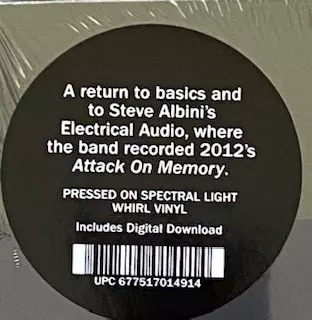 A return to basics and
to Steve Albini's
Electrical Audio, where
the band recorded 2012's
Attack On Memory.
PRESSED ON SPECTRAL LIGHT
WHIRL VINYL
Includes Digital Download
UPC 677517014914